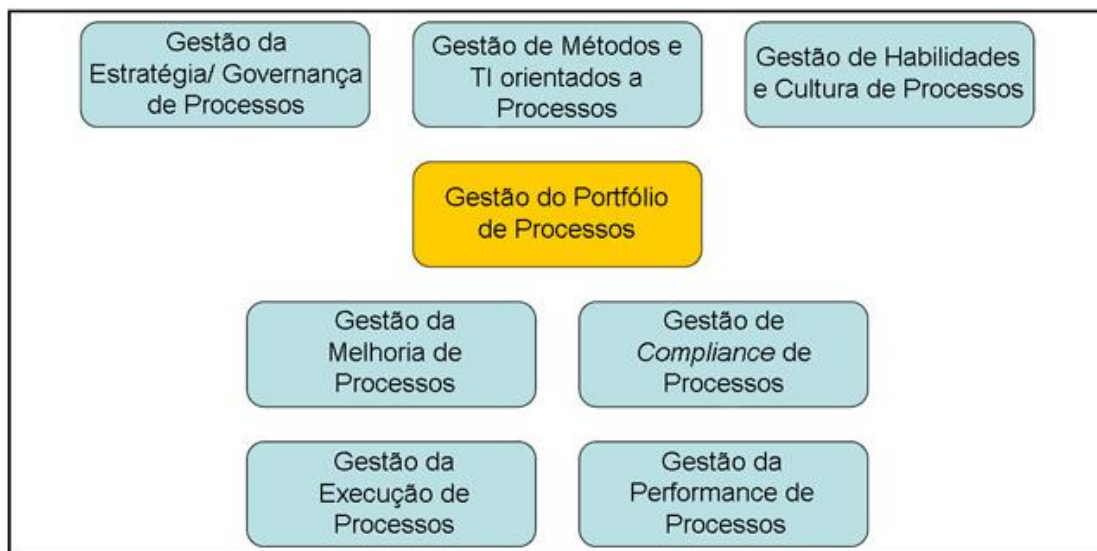 Gestão da
Estratégia/ Governança
de Processos
Gestão de Métodos e
TI orientados a
Processos
Gestão de Habilidades
e Cultura de Processos
Gestão do Portfólio
de Processos
Gestão da
Melhoria de
Processos
Gestão de
Compliance de
Processos
Gestão da
Execução de
Processos
Gestão da
Performance de
Processos